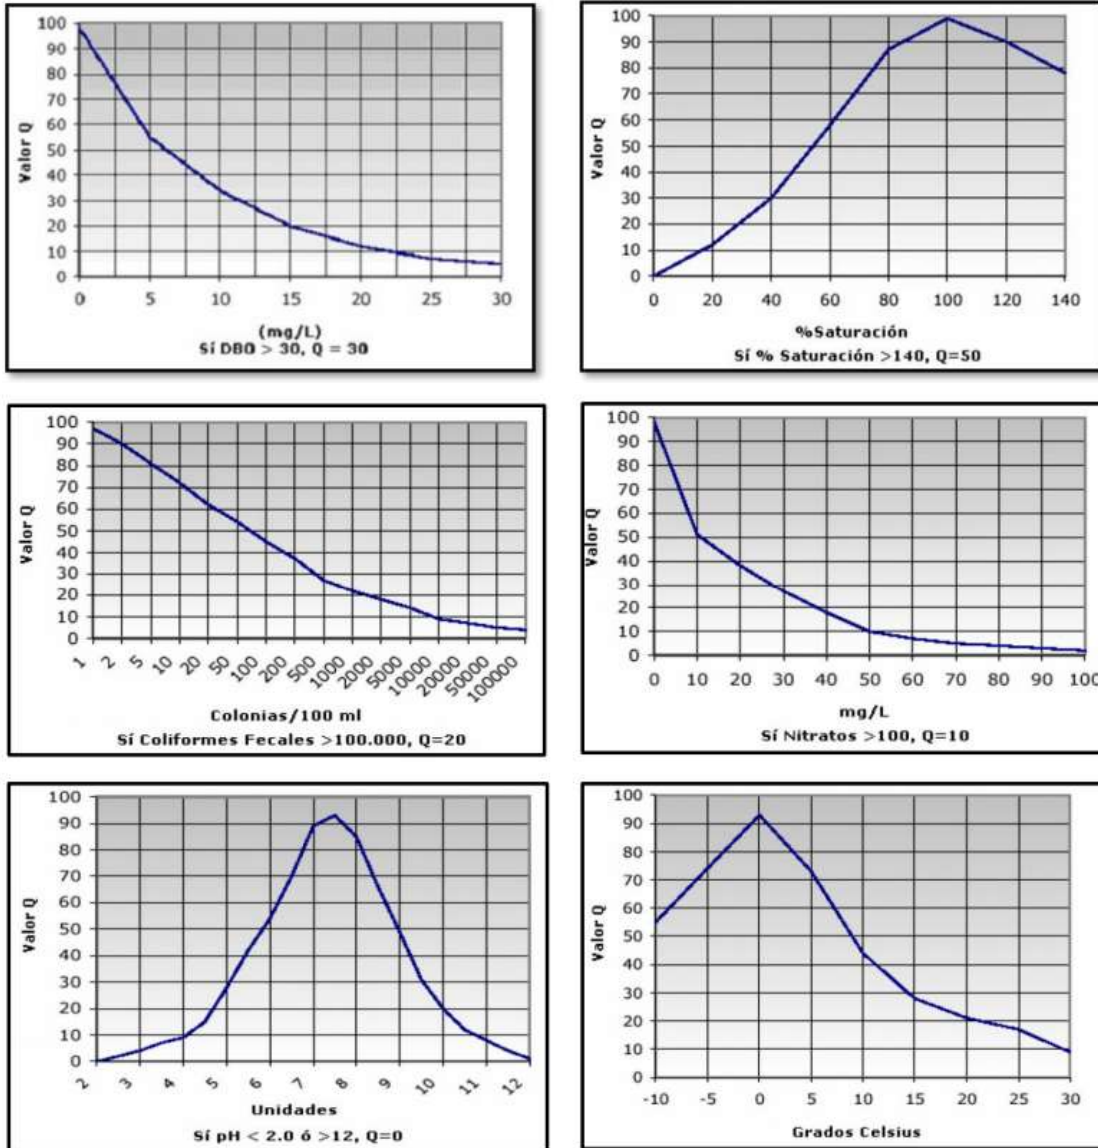 100
90
80
70
60
50
40
30
20
10
0
Valor Q
0 5 10 15 20 25 30
(mg/L)
Sí DBO > 30, Q = 30
100
90
80
70
60
50
40
30
20
10
0
Valor Q
0 20 40 60 80 100 120 140
%Saturación
Sí % Saturación >140, Q=50
100
90
80
70
60
50
40
30
20
10
0
Valor Q
1 2 5 10 20 50 100 200 500 1000 2000 5000 10000 20000 50000 100000
Colonias/100 ml
Sí Coliformes Fecales >100.000, Q=20
100
90
80
70
60
50
40
30
20
10
0
Valor Q
0 10 20 30 40 50 60 70 80 90 100
mg/L
Sí Nitratos >100, Q=10
100
90
80
70
60
50
40
30
20
10
0
Valor Q
2 3 4 5 6 7 8 9 10 12
Unidades
Sí pH < 2.0 ó >12, Q=0
100
90
80
70
60
50
40
30
20
10
0
Valor Q
-10 -5 0 5 10 15 20 25 30
Grados Celsius